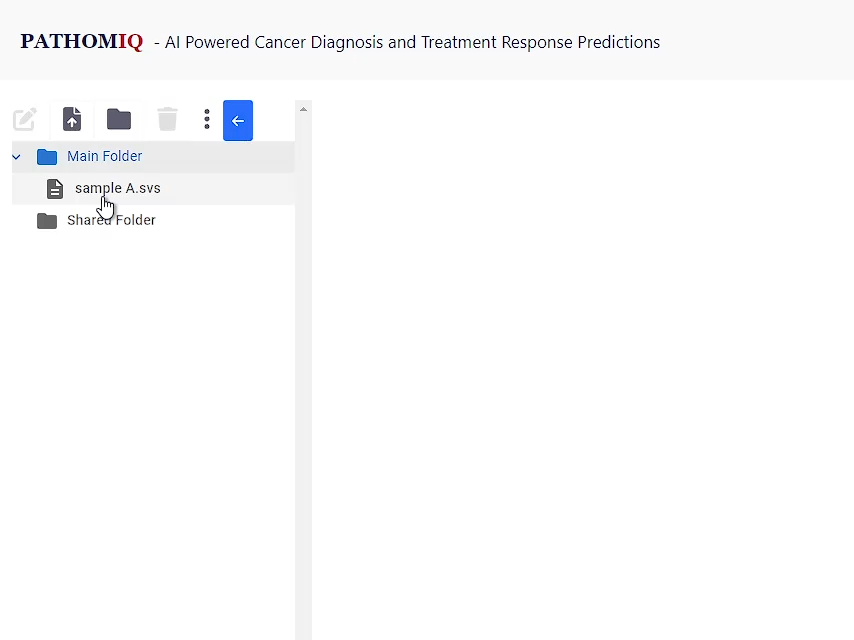 PATHOMIQ - AI Powered Cancer Diagnosis and Treatment Response Predictions
Main Folder
sample A.svs
Shared Folder